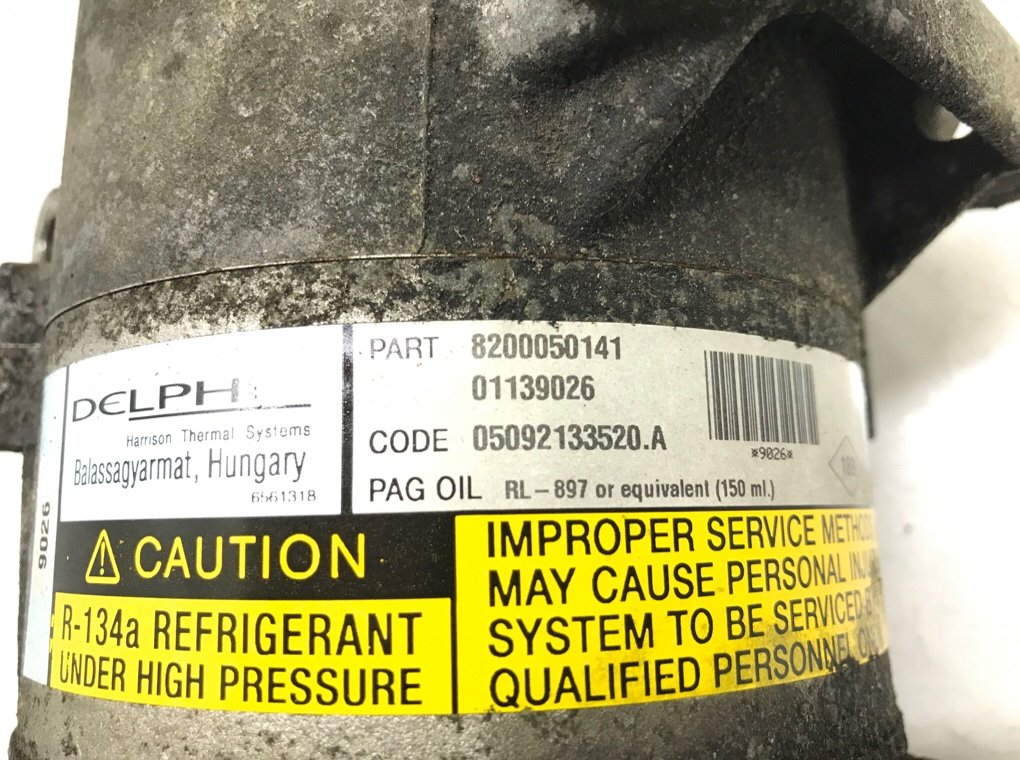 DELPHI
Harrison Thermal Systems
Balassagyarmat, Hungary
6561318
PART 8200050141
01139026
CODE 05092133520.A
PAG OIL RL-897 or equivalent (150 ml.)
*9026*
9026
⚠ CAUTION
R-134a REFRIGERANT
UNDER HIGH PRESSURE
IMPROPER SERVICE METHODS
MAY CAUSE PERSONAL
SYSTEM TO BE SERVICED
QUALIFIED PERSONNEL